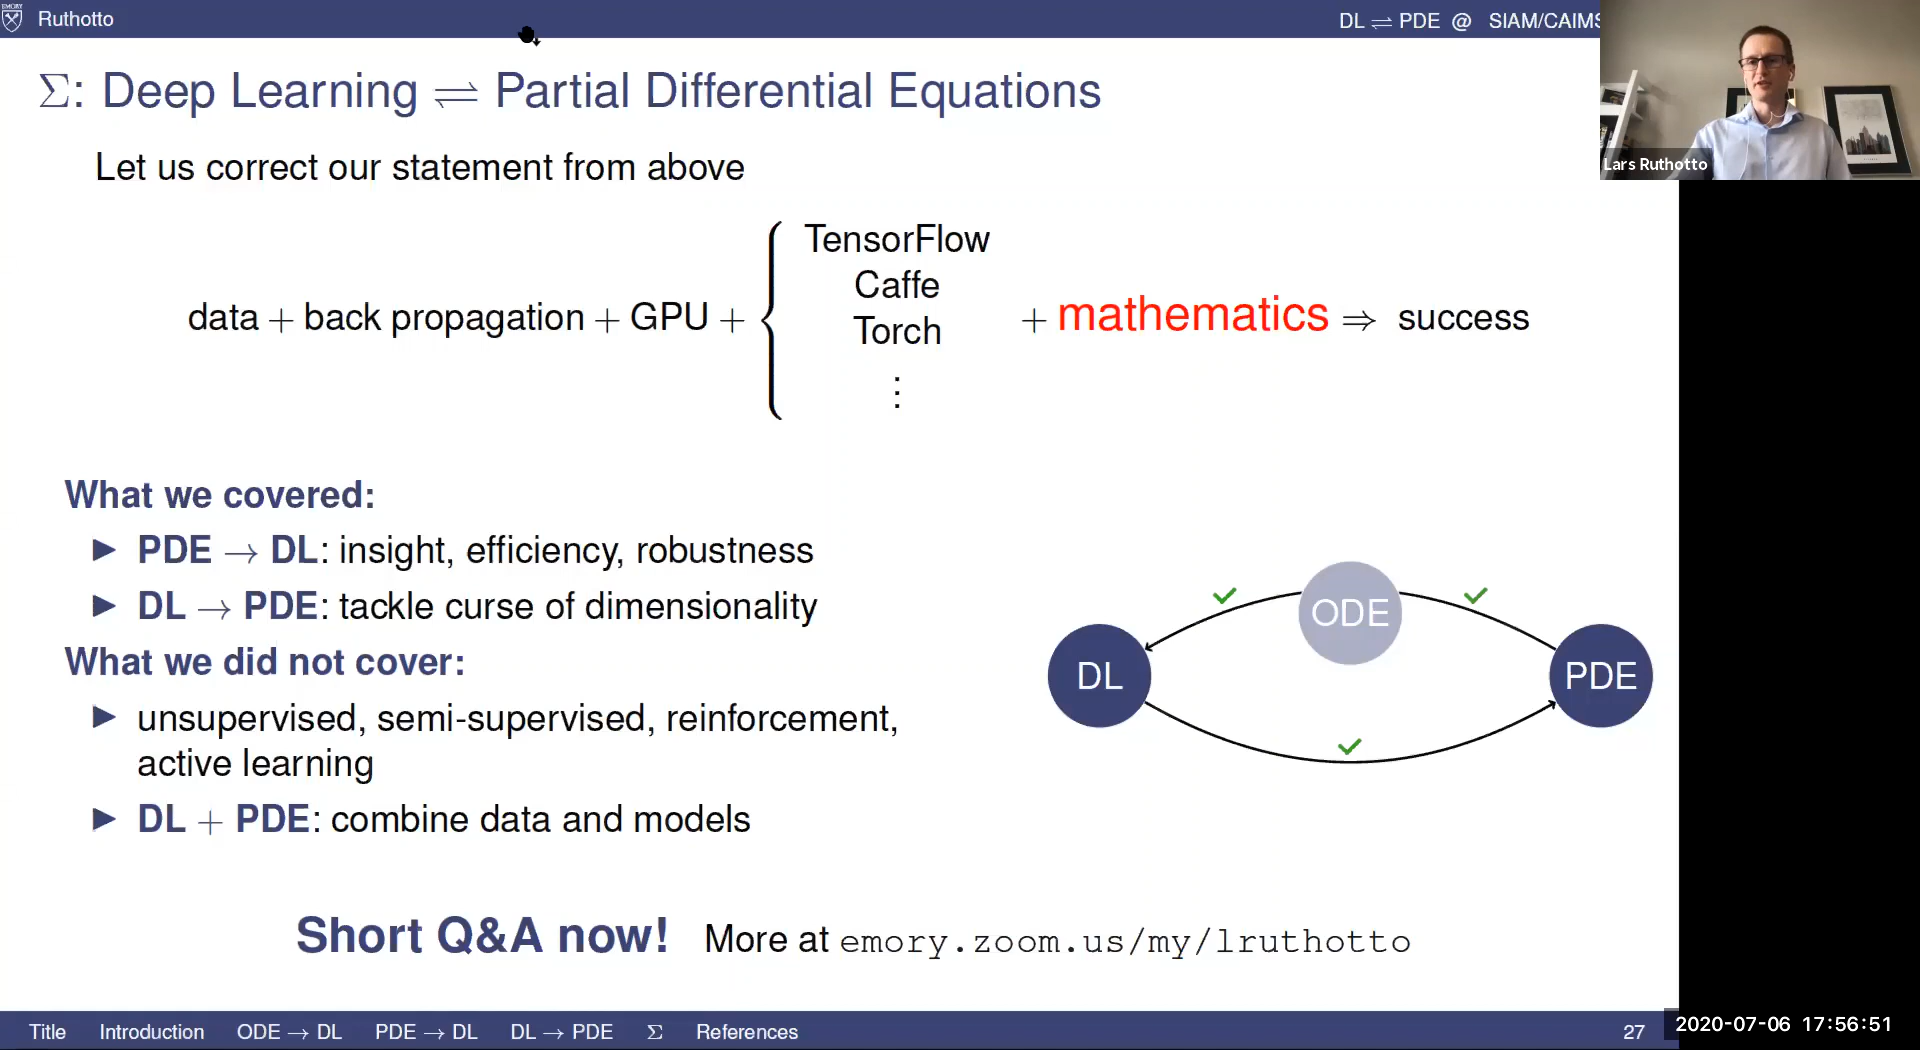 EMORY
Ruthotto
DL ⇌ PDE @ SIAM/CAIMS
Σ: Deep Learning ⇌ Partial Differential Equations
Lars Ruthotto
Let us correct our statement from above
data + back propagation + GPU + { TensorFlow
Caffe
Torch
⋮
+ mathematics ⇒ success
What we covered:
▶ PDE → DL: insight, efficiency, robustness
▶ DL → PDE: tackle curse of dimensionality
What we did not cover:
▶ unsupervised, semi-supervised, reinforcement,
active learning
▶ DL + PDE: combine data and models
ODE
DL
PDE
Short Q&A now! More at emory.zoom.us/my/lruthotto
Title Introduction ODE → DL PDE → DL DL → PDE Σ References 27
2020-07-06 17:56:51